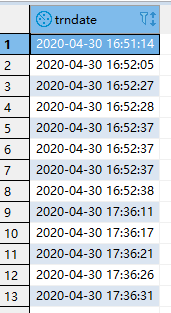 trndate
1 2020-04-30 16:51:14
2 2020-04-30 16:52:05
3 2020-04-30 16:52:27
4 2020-04-30 16:52:28
5 2020-04-30 16:52:37
6 2020-04-30 16:52:37
7 2020-04-30 16:52:37
8 2020-04-30 16:52:38
9 2020-04-30 17:36:11
10 2020-04-30 17:36:17
11 2020-04-30 17:36:21
12 2020-04-30 17:36:26
13 2020-04-30 17:36:31